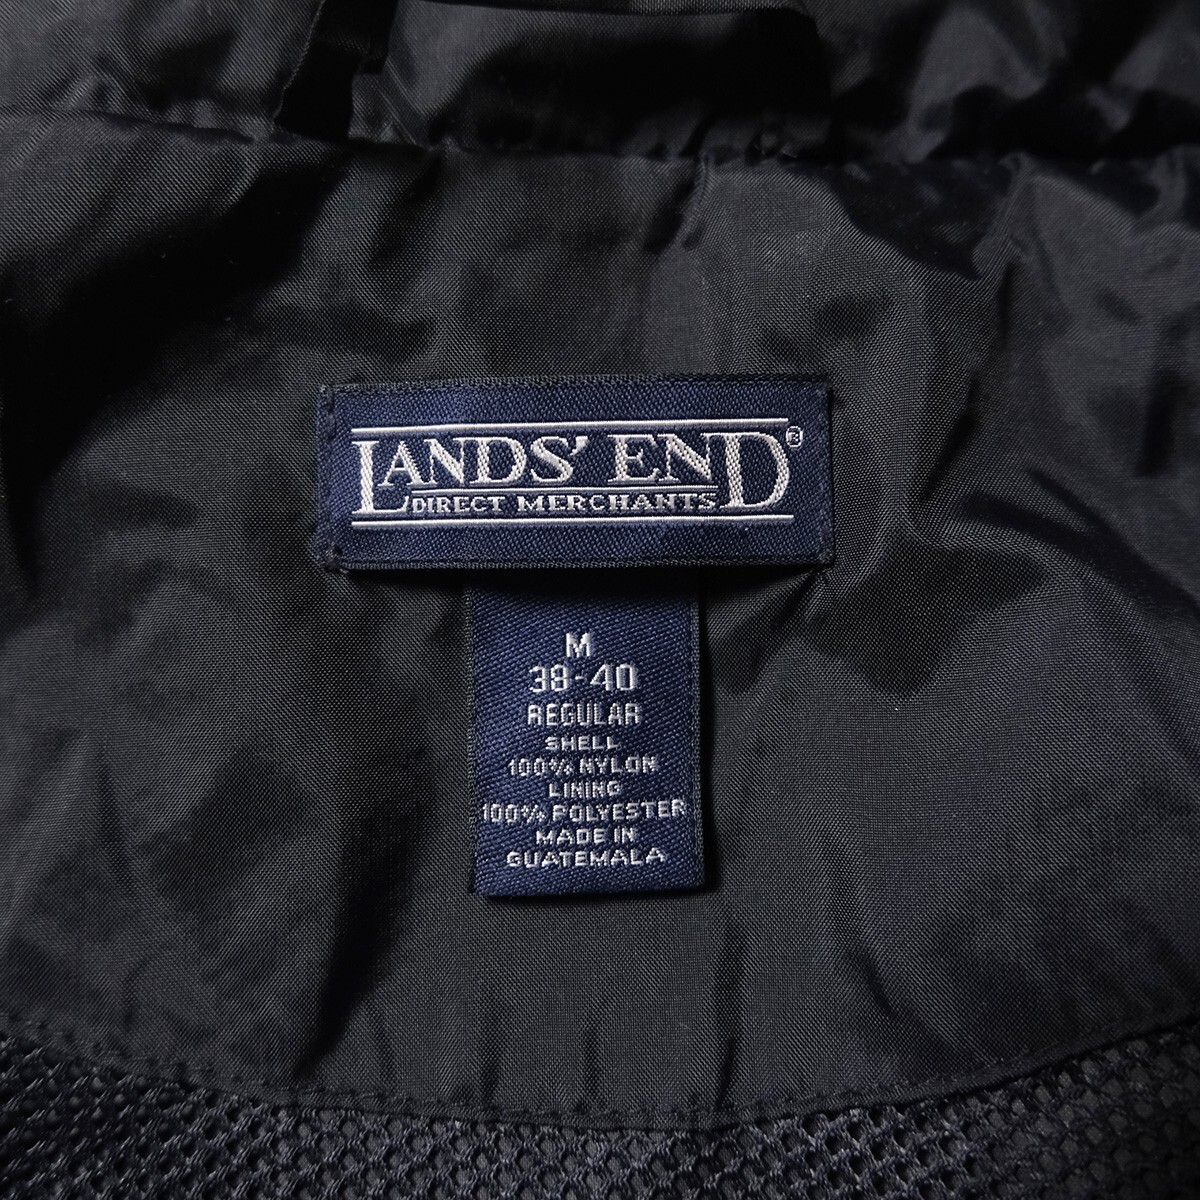 LANDS' END®
DIRECT MERCHANTS
M
38-40
REGULAR
SHELL
100% NYLON
LINING
100% POLYESTER
MADE IN
GUATEMALA